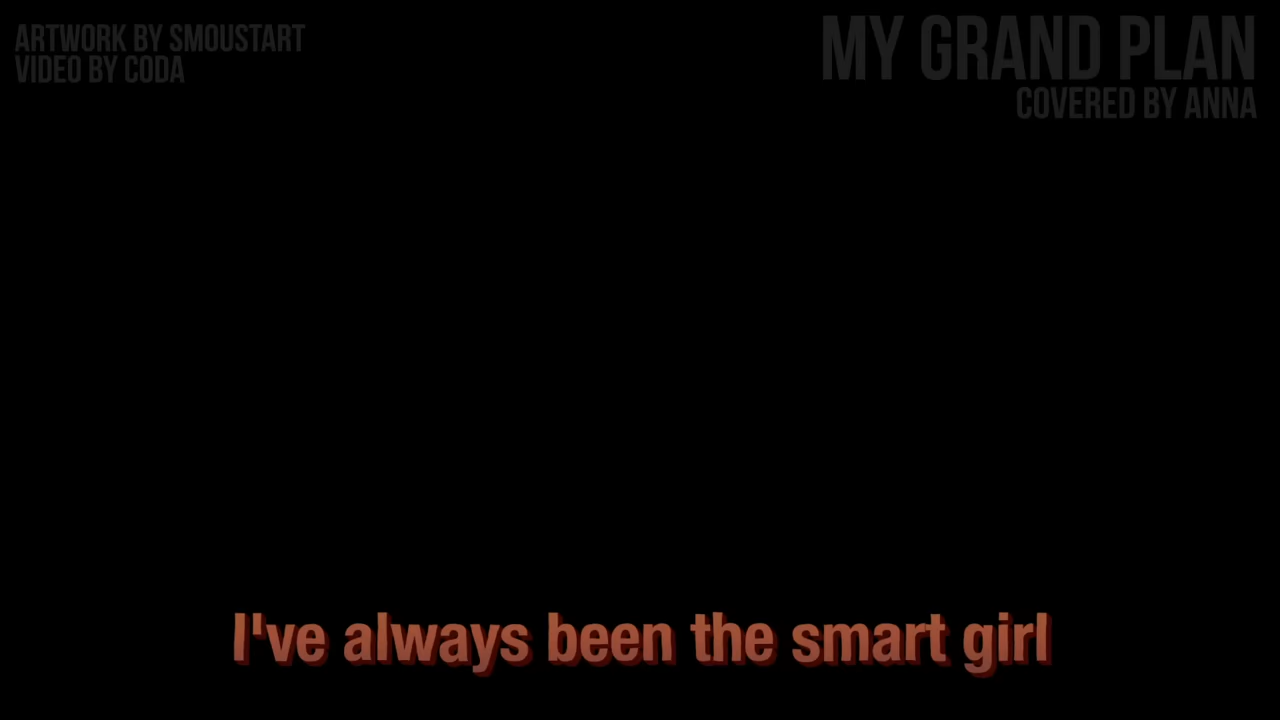 ARTWORK BY SMOUSTART
VIDEO BY CODA
MY GRAND PLAN
COVERED BY ANNA
I've always been the smart girl